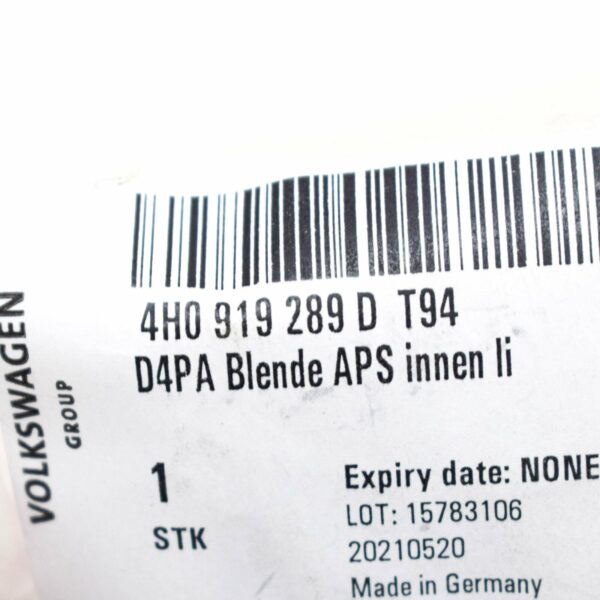 4H0 919 289 D T94
D4PA Blende APS innen li
VOLKSWAGEN
GROUP
1
STK
Expiry date: NONE
LOT: 15783106
20210520
Made in Germany